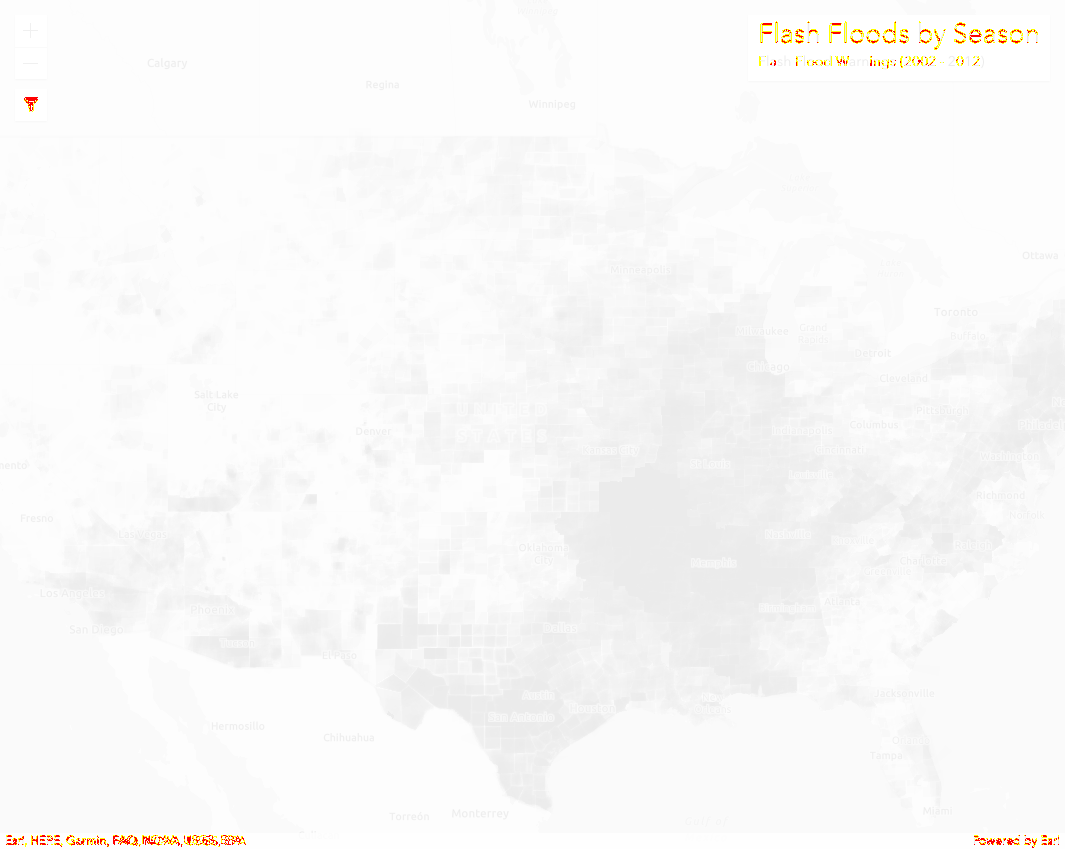 Flash Floods by Season
Flash Flood Warnings (2002 - 2012)
Calgary
Regina
Winnipeg
Ottawa
Minneapolis
Toronto
Milwaukee
Grand
Rapids
Buffalo
Detroit
Chicago
Cleveland
Salt Lake
City
UNITED
STATES
Pittsburgh
Denver
Indianapolis
Columbus
Kansas City
Cincinnati
St Louis
Washington
Louisville
Richmond
Norfolk
Fresno
Las Vegas
Nashville
Oklahoma
City
Raleigh
Memphis
Charlotte
Los Angeles
Phoenix
Birmingham
Atlanta
San Diego
Dallas
El Paso
Austin
Jacksonville
San Antonio
Houston
Hermosillo
Chihuahua
Orlando
Tampa
Miami
Torreón
Monterrey
Esri, HERE, Garmin, FAO, NOAA, USGS, EPA
Powered by Esri